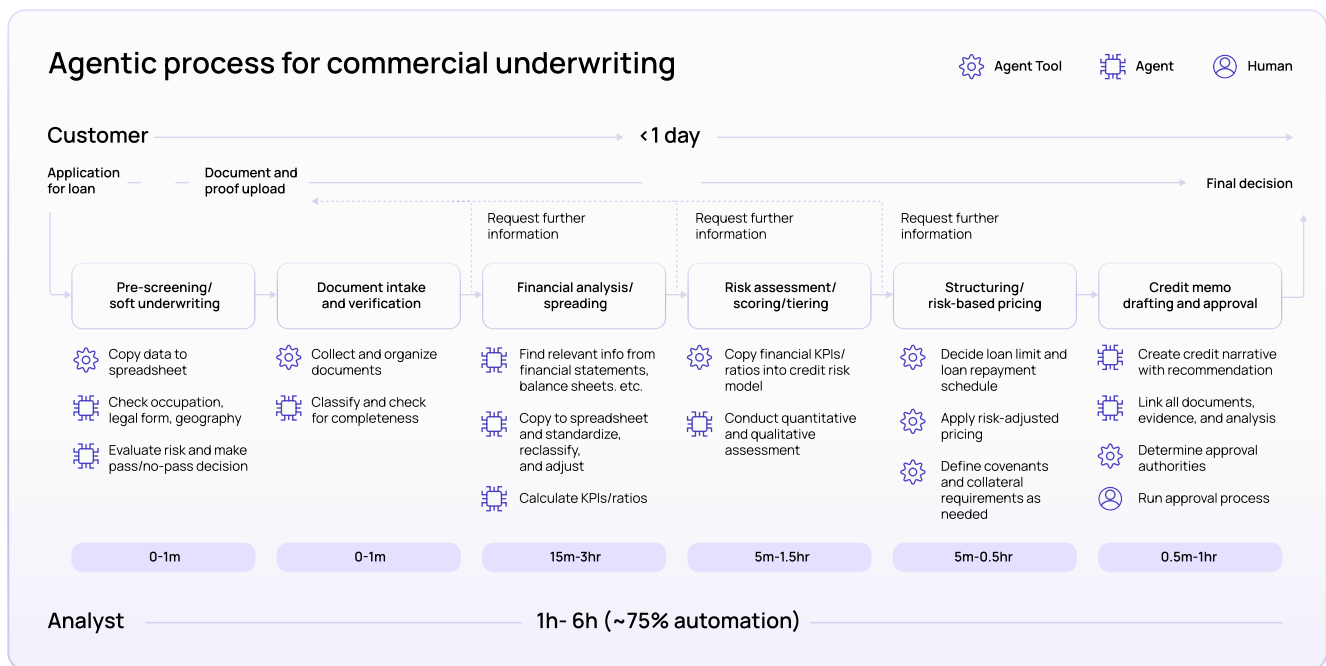 Agentic process for commercial underwriting
Agent Tool
Agent
Human
Customer
<1 day
Application
for loan
Document and
proof upload
Final decision
Request further
information
Request further
information
Request further
information
Pre-screening/
soft underwriting
Document intake
and verification
Financial analysis/
spreading
Risk assessment/
scoring/tiering
Structuring/
risk-based pricing
Credit memo
drafting and approval
Copy data to
spreadsheet
Check occupation,
legal form, geography
Evaluate risk and make
pass/no-pass decision
Collect and organize
documents
Classify and check
for completeness
Find relevant info from
financial statements,
balance sheets. etc.
Copy to spreadsheet
and standardize,
reclassify,
and adjust
Calculate KPIs/ratios
Copy financial KPIs/
ratios into credit risk
model
Conduct quantitative
and qualitative
assessment
Decide loan limit and
loan repayment
schedule
Apply risk-adjusted
pricing
Define covenants
and collateral
requirements as
needed
Create credit narrative
with recommendation
Link all documents,
evidence, and analysis
Determine approval
authorities
Run approval process
0-1m
0-1m
15m-3hr
5m-1.5hr
5m-0.5hr
0.5m-1hr
Analyst
1h- 6h (~75% automation)